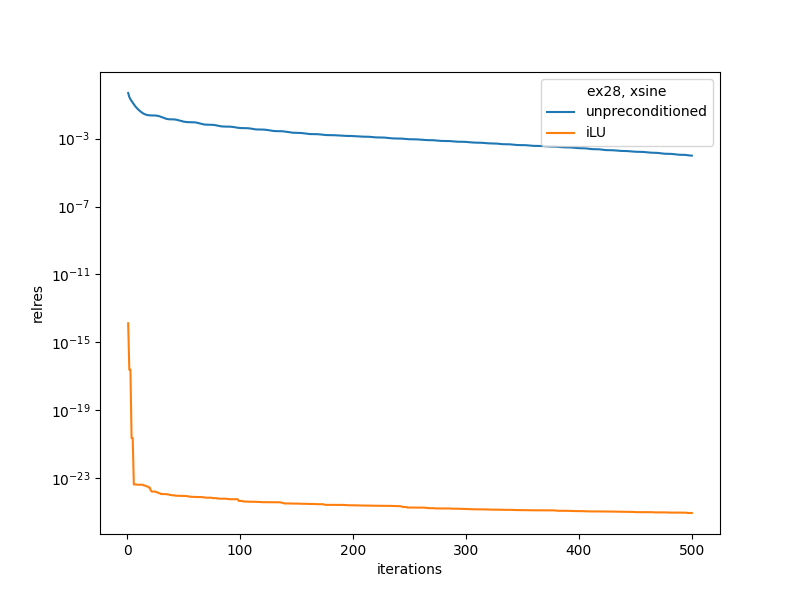 ex28, xsine
unpreconditioned
iLU
10⁻³
10⁻⁷
10⁻¹¹
10⁻¹⁵
10⁻¹⁹
10⁻²³
relres
0 100 200 300 400 500
iterations